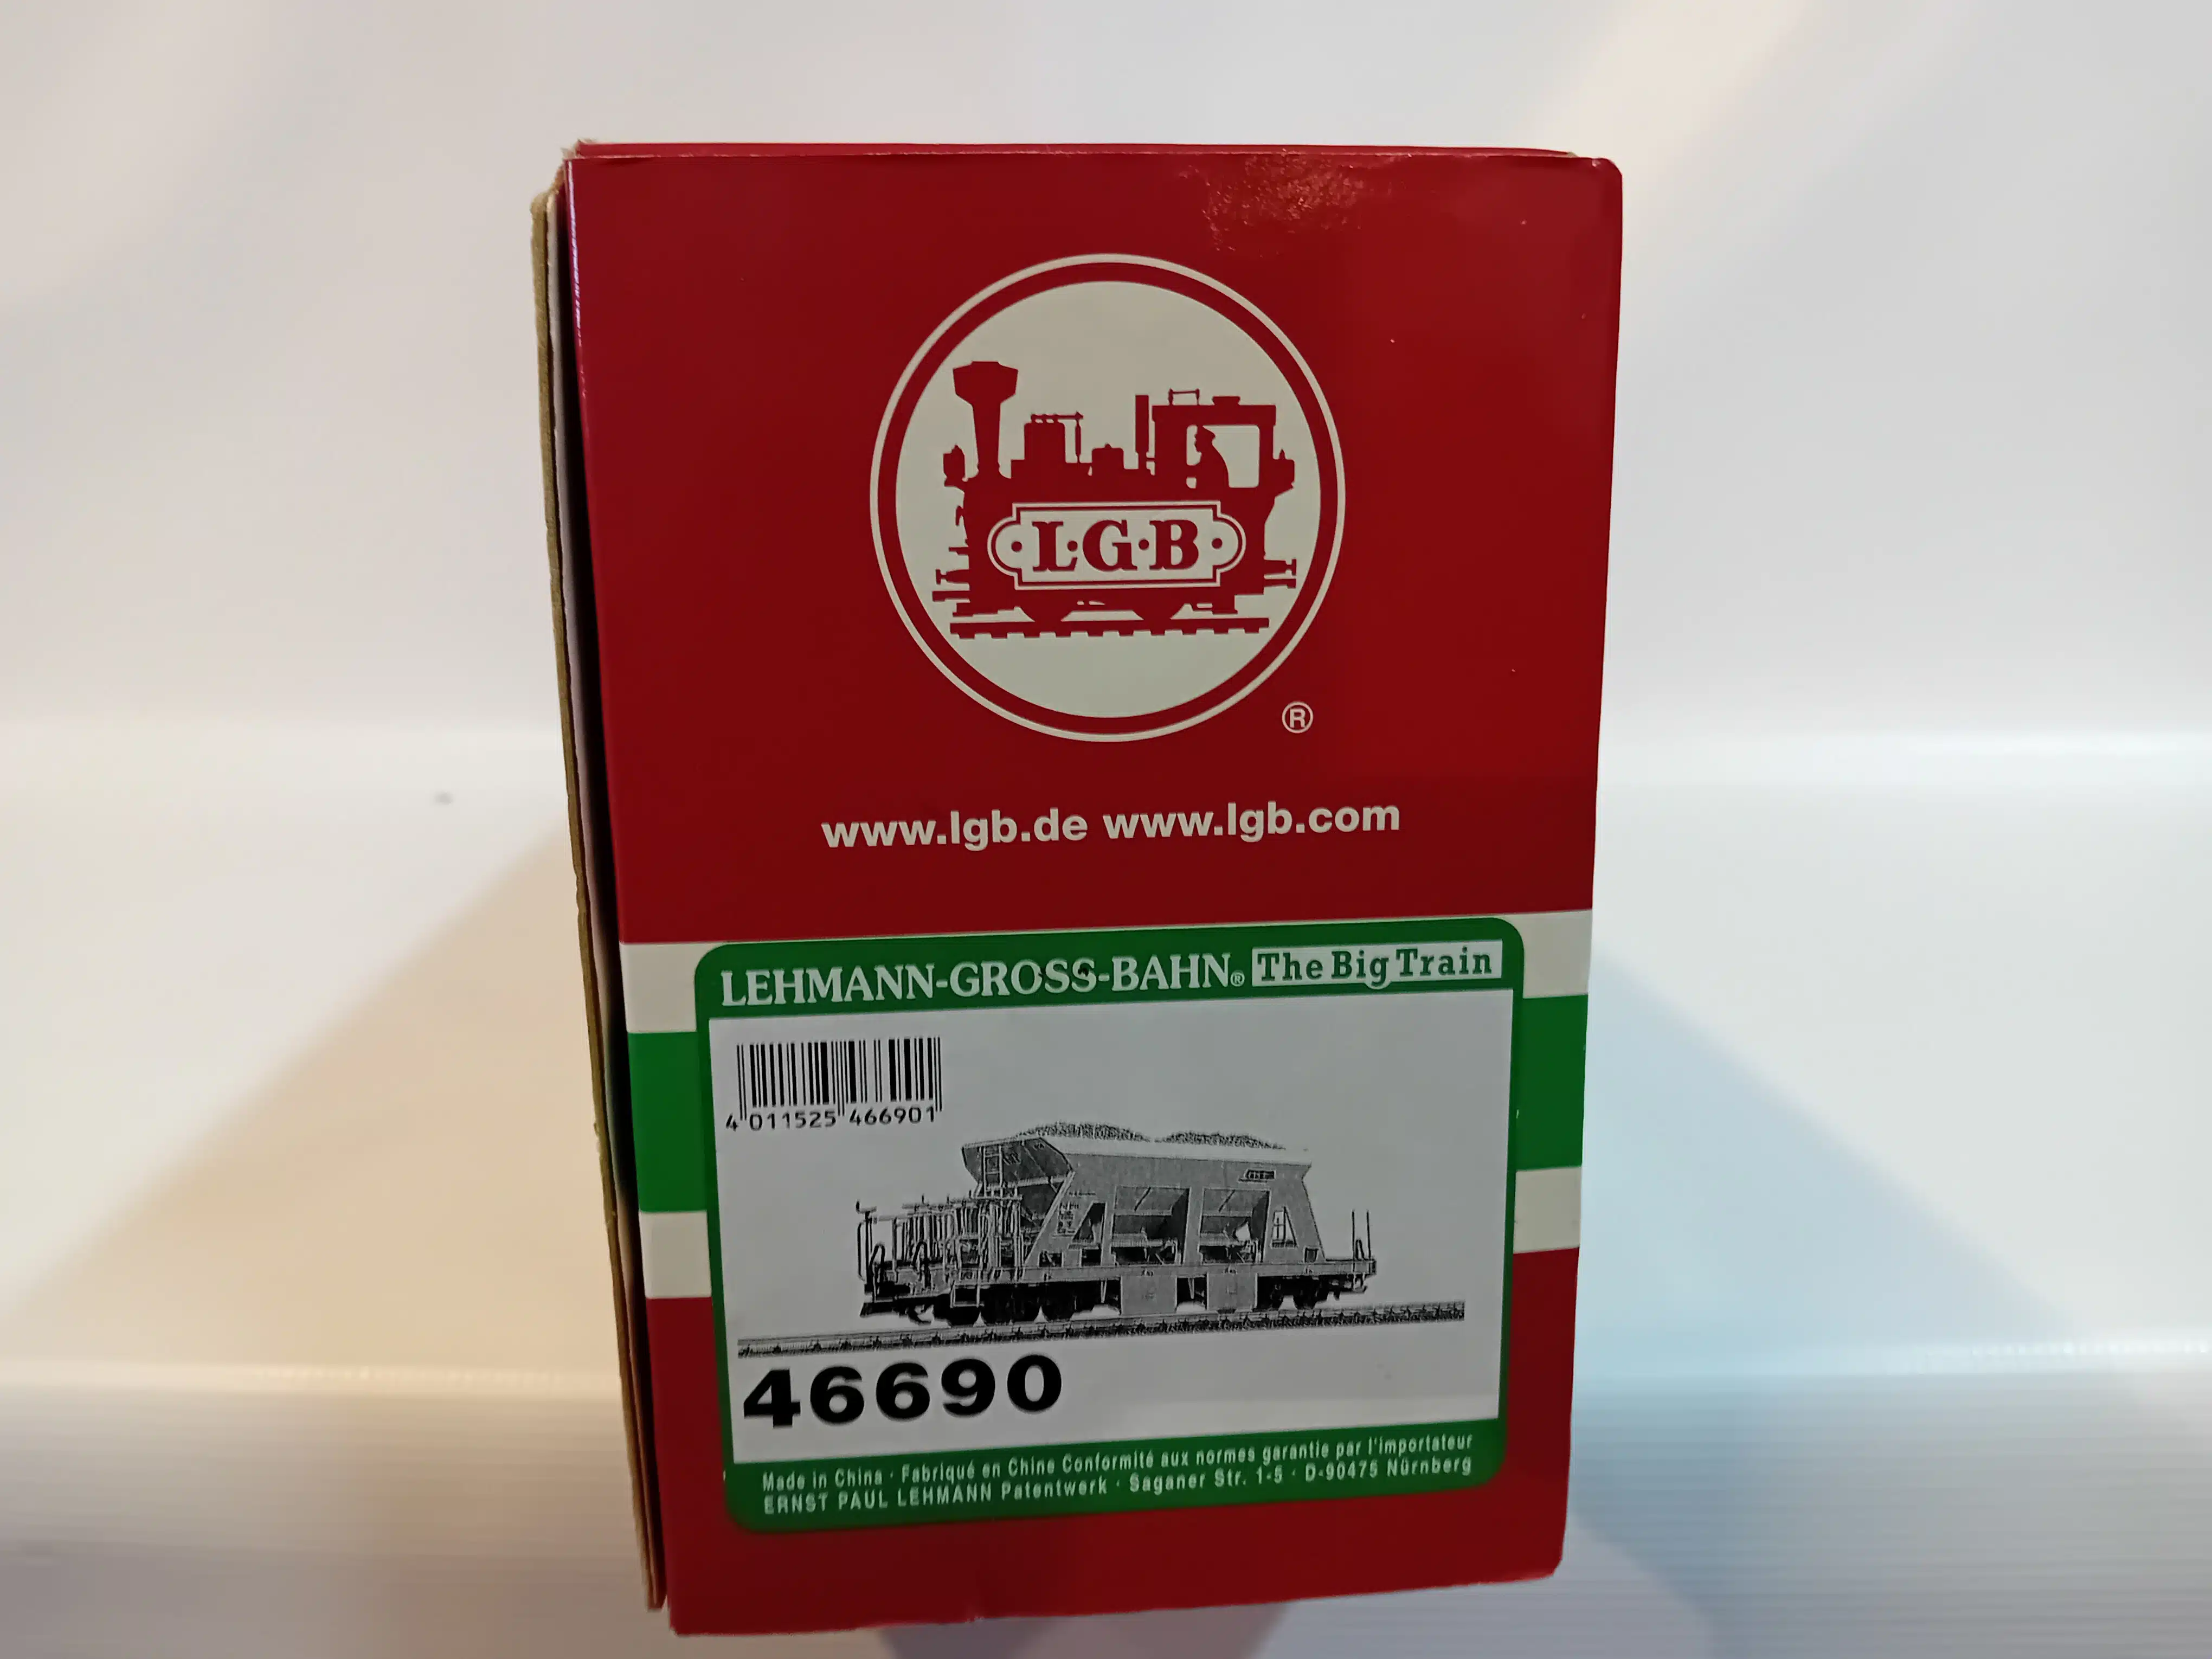 L·G·B
®
www.lgb.de www.lgb.com
LEHMANN-GROSS-BAHN® The Big Train
4 011525 466901
46690
Made in China · Fabriqué en Chine Conformité aux normes garantie par l'importateur
ERNST PAUL LEHMANN Patentwerk · Saganer Str. 1-5 · D-90475 Nürnberg